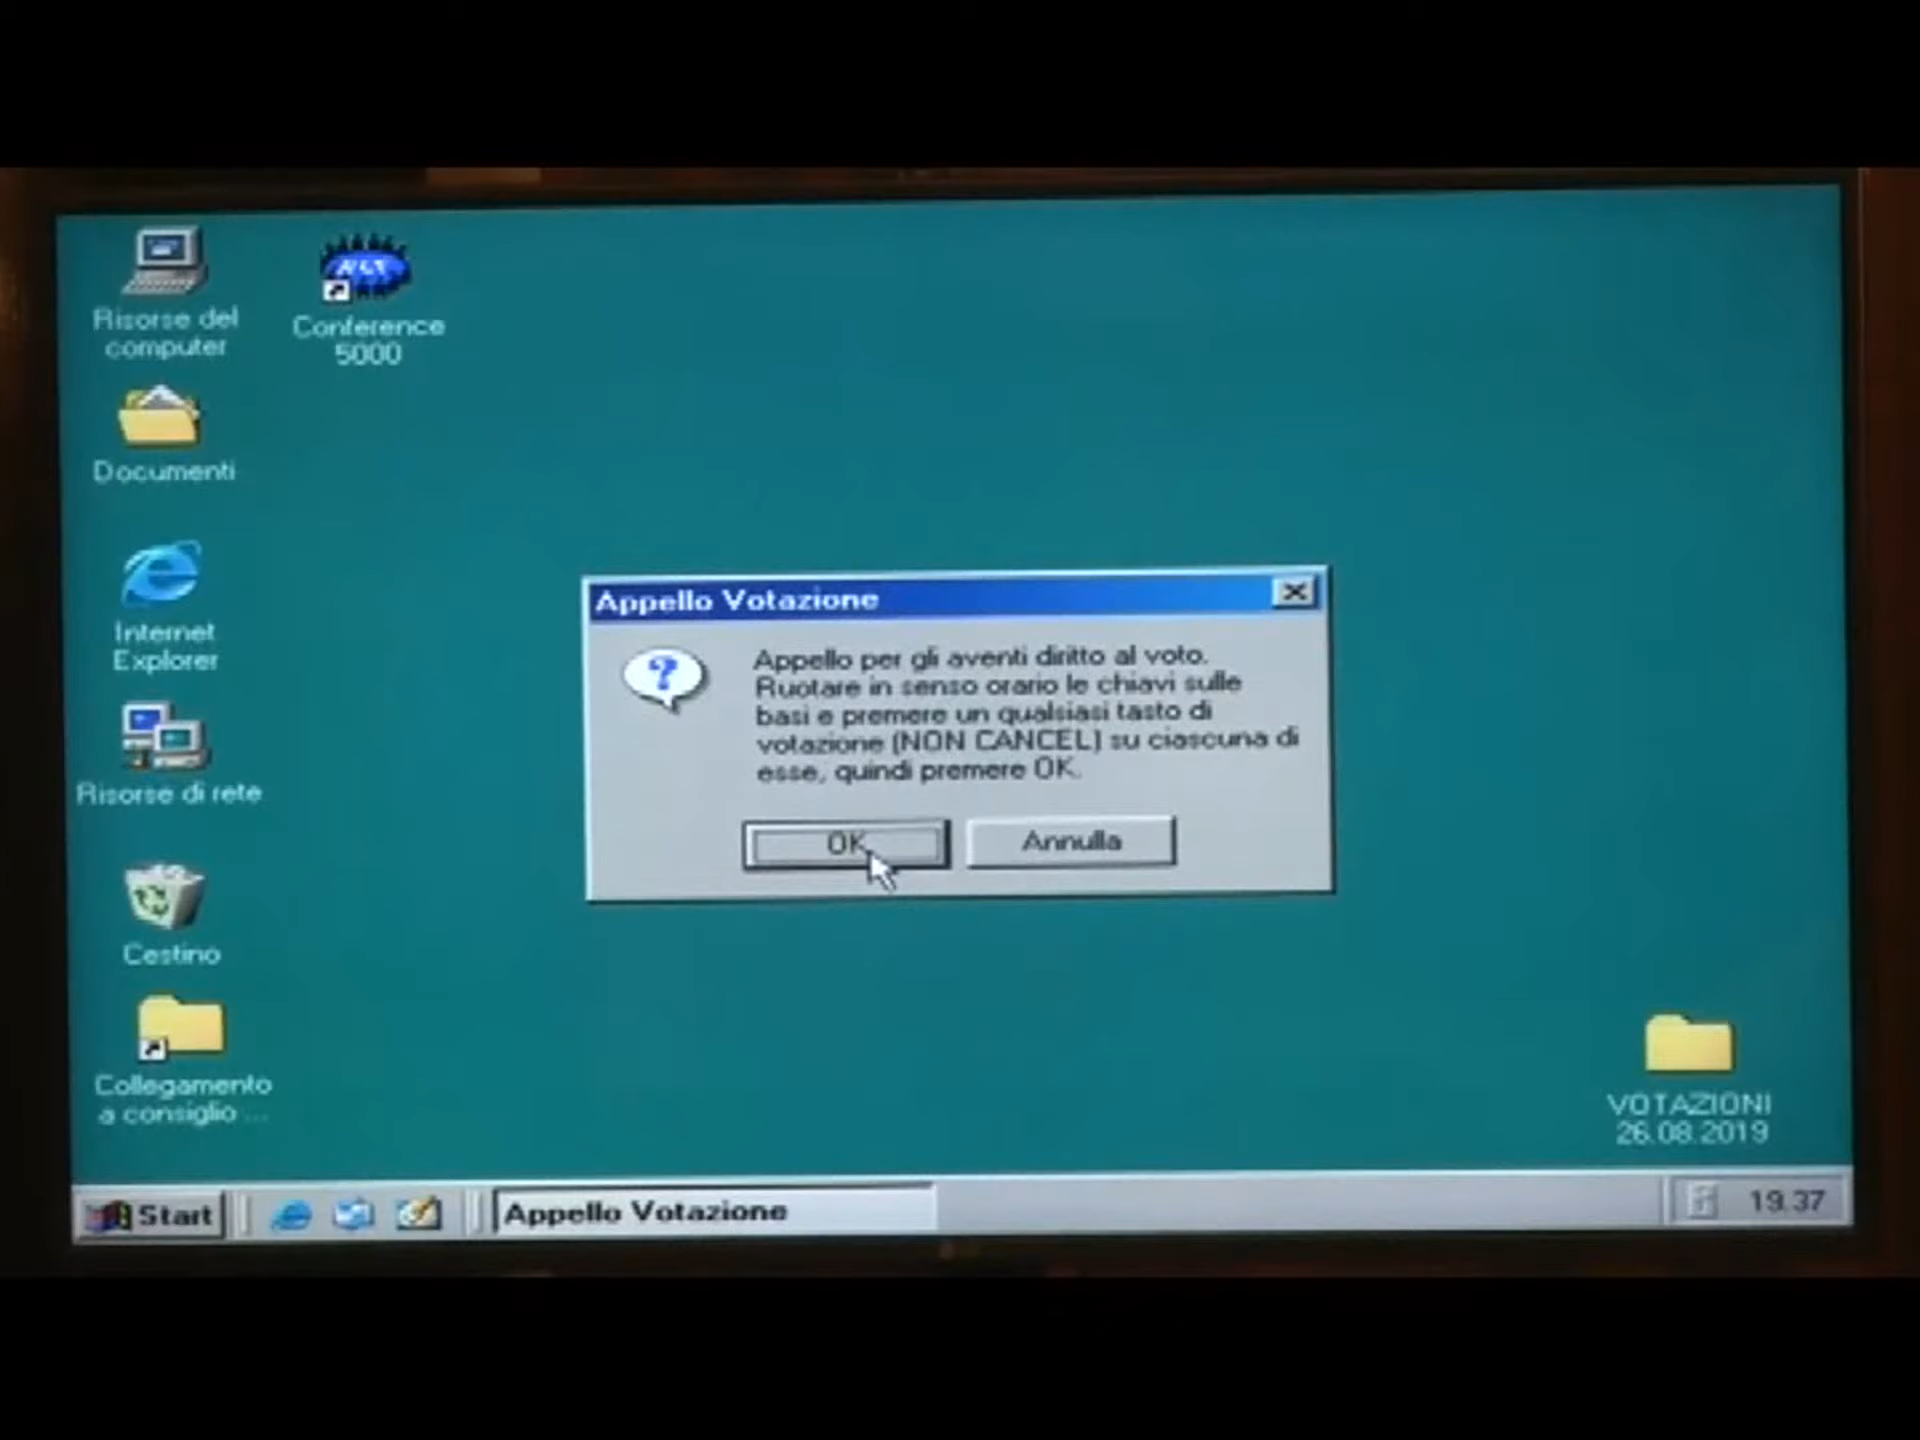 Risorse del
computer
Conference
5000
Documenti
Internet
Explorer
Risorse di rete
Cestino
Collegamento
a consiglio ...
Appello Votazione
Appello per gli aventi diritto al voto.
Ruotare in senso orario le chiavi sulle
basi e premere un qualsiasi tasto di
votazione (NON CANCEL) su ciascuna di
esse, quindi premere OK.
OK
Annulla
VOTAZIONI
26.08.2019
Start
Appello Votazione
19.37